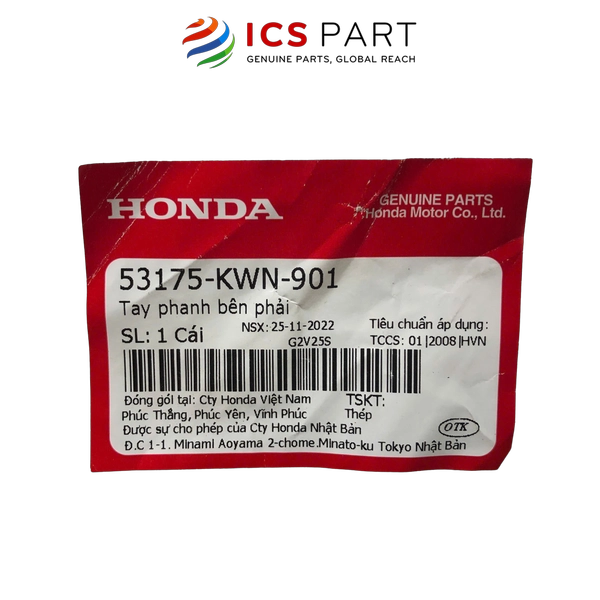 ICS PART
GENUINE PARTS, GLOBAL REACH
HONDA
GENUINE PARTS
Honda Motor Co., Ltd.
53175-KWN-901
Tay phanh bên phải
SL: 1 Cái
NSX: 25-11-2022
G2V25S
Tiêu chuẩn áp dụng:
TCCS: 01|2008|HVN
Đóng gói tại: Cty Honda Việt Nam
Phúc Thắng, Phúc Yên, Vĩnh Phúc
TSKT:
Thép
Được sự cho phép của Cty Honda Nhật Bản
Đ.C 1-1. Minami Aoyama 2-chome.Minato-ku Tokyo Nhật Bản
OTK